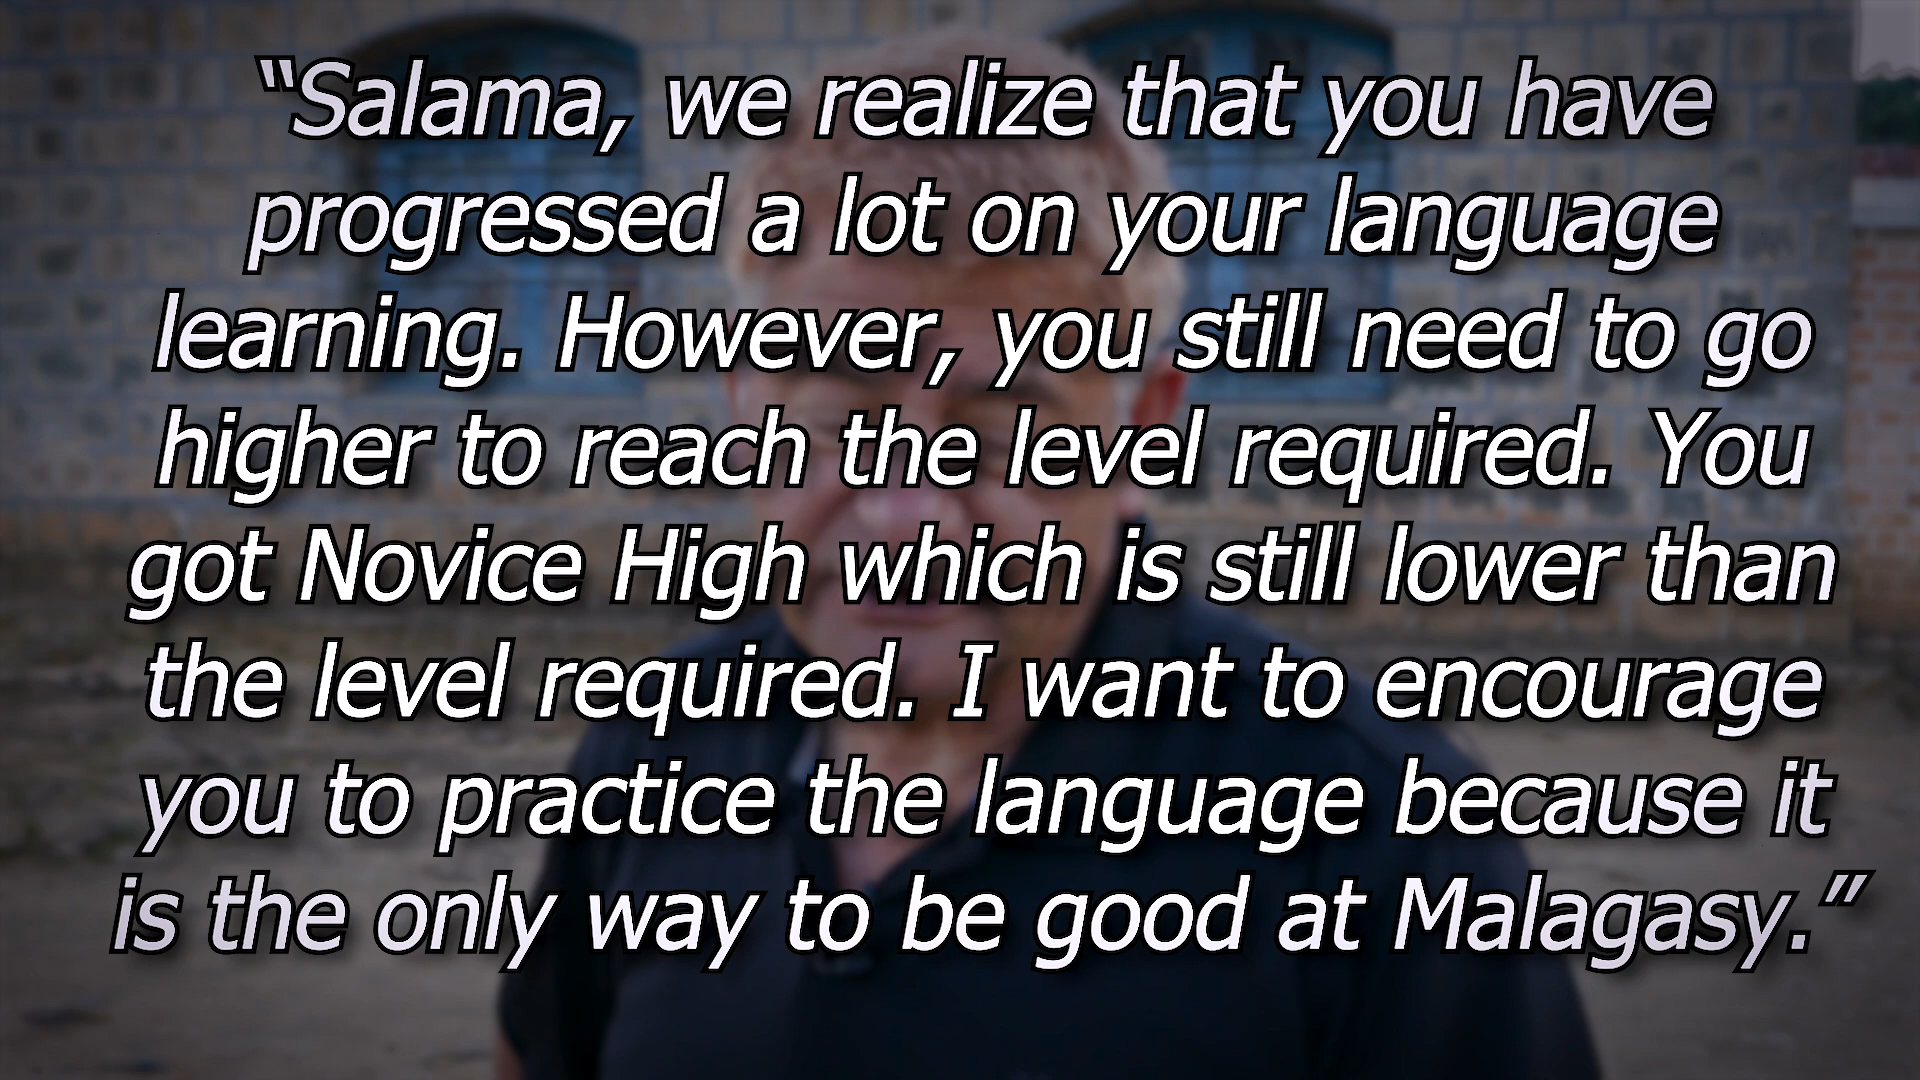 “Salama, we realize that you have
progressed a lot on your language
learning. However, you still need to go
higher to reach the level required. You
got Novice High which is still lower than
the level required. I want to encourage
you to practice the language because it
is the only way to be good at Malagasy.”